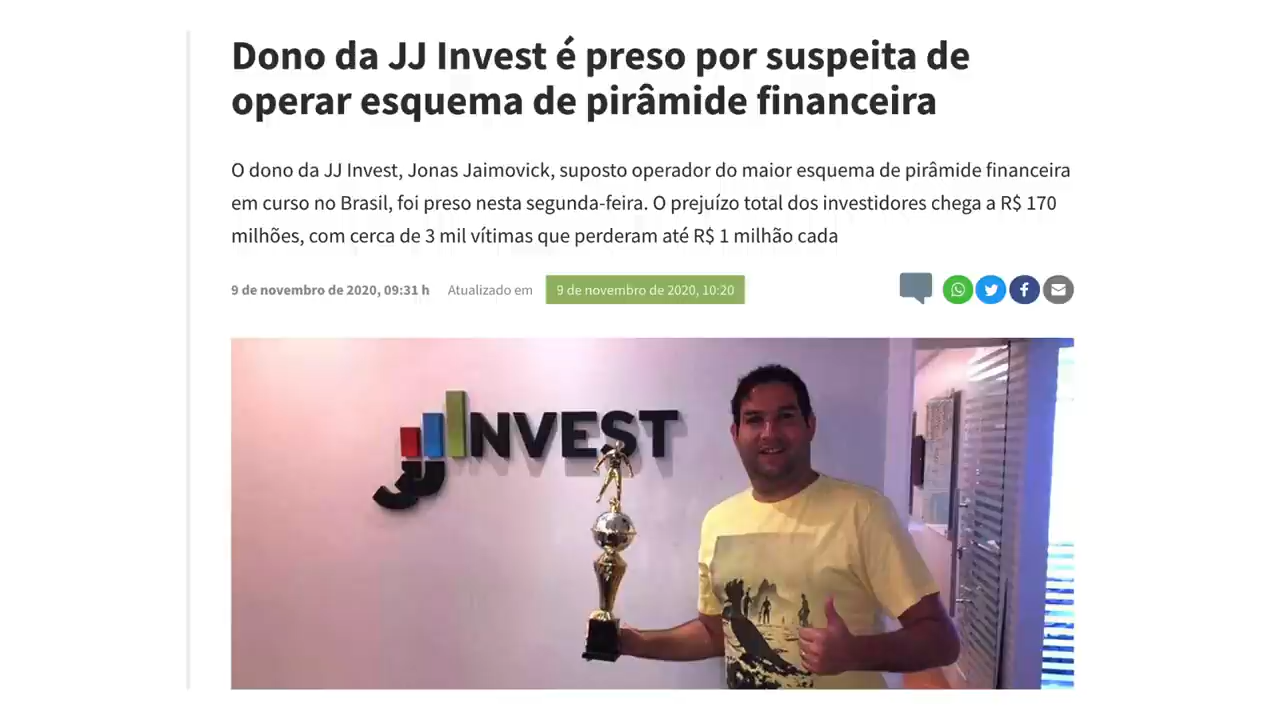 Dono da JJ Invest é preso por suspeita de
operar esquema de pirâmide financeira
O dono da JJ Invest, Jonas Jaimovick, suposto operador do maior esquema de pirâmide financeira
em curso no Brasil, foi preso nesta segunda-feira. O prejuízo total dos investidores chega a R$ 170
milhões, com cerca de 3 mil vítimas que perderam até R$ 1 milhão cada
9 de novembro de 2020, 09:31 h Atualizado em 9 de novembro de 2020, 10:20
JJINVEST